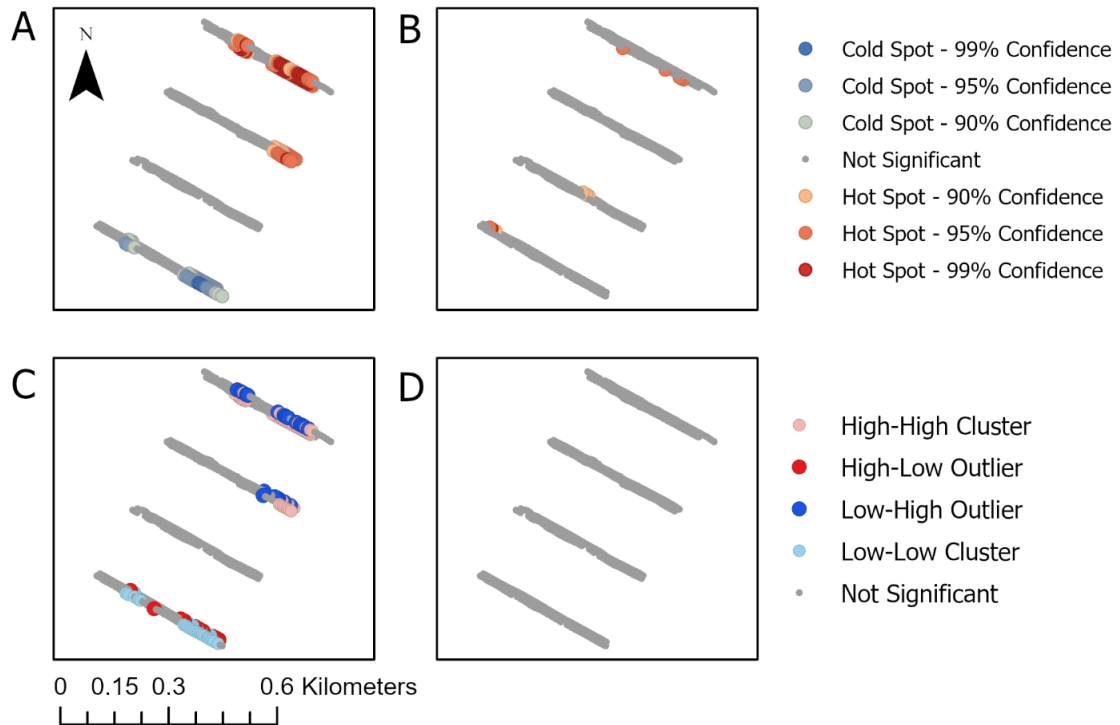 A
N
B
Cold Spot - 99% Confidence
Cold Spot - 95% Confidence
Cold Spot - 90% Confidence
Not Significant
Hot Spot - 90% Confidence
Hot Spot - 95% Confidence
Hot Spot - 99% Confidence
C
D
High-High Cluster
High-Low Outlier
Low-High Outlier
Low-Low Cluster
Not Significant
0 0.15 0.3 0.6 Kilometers